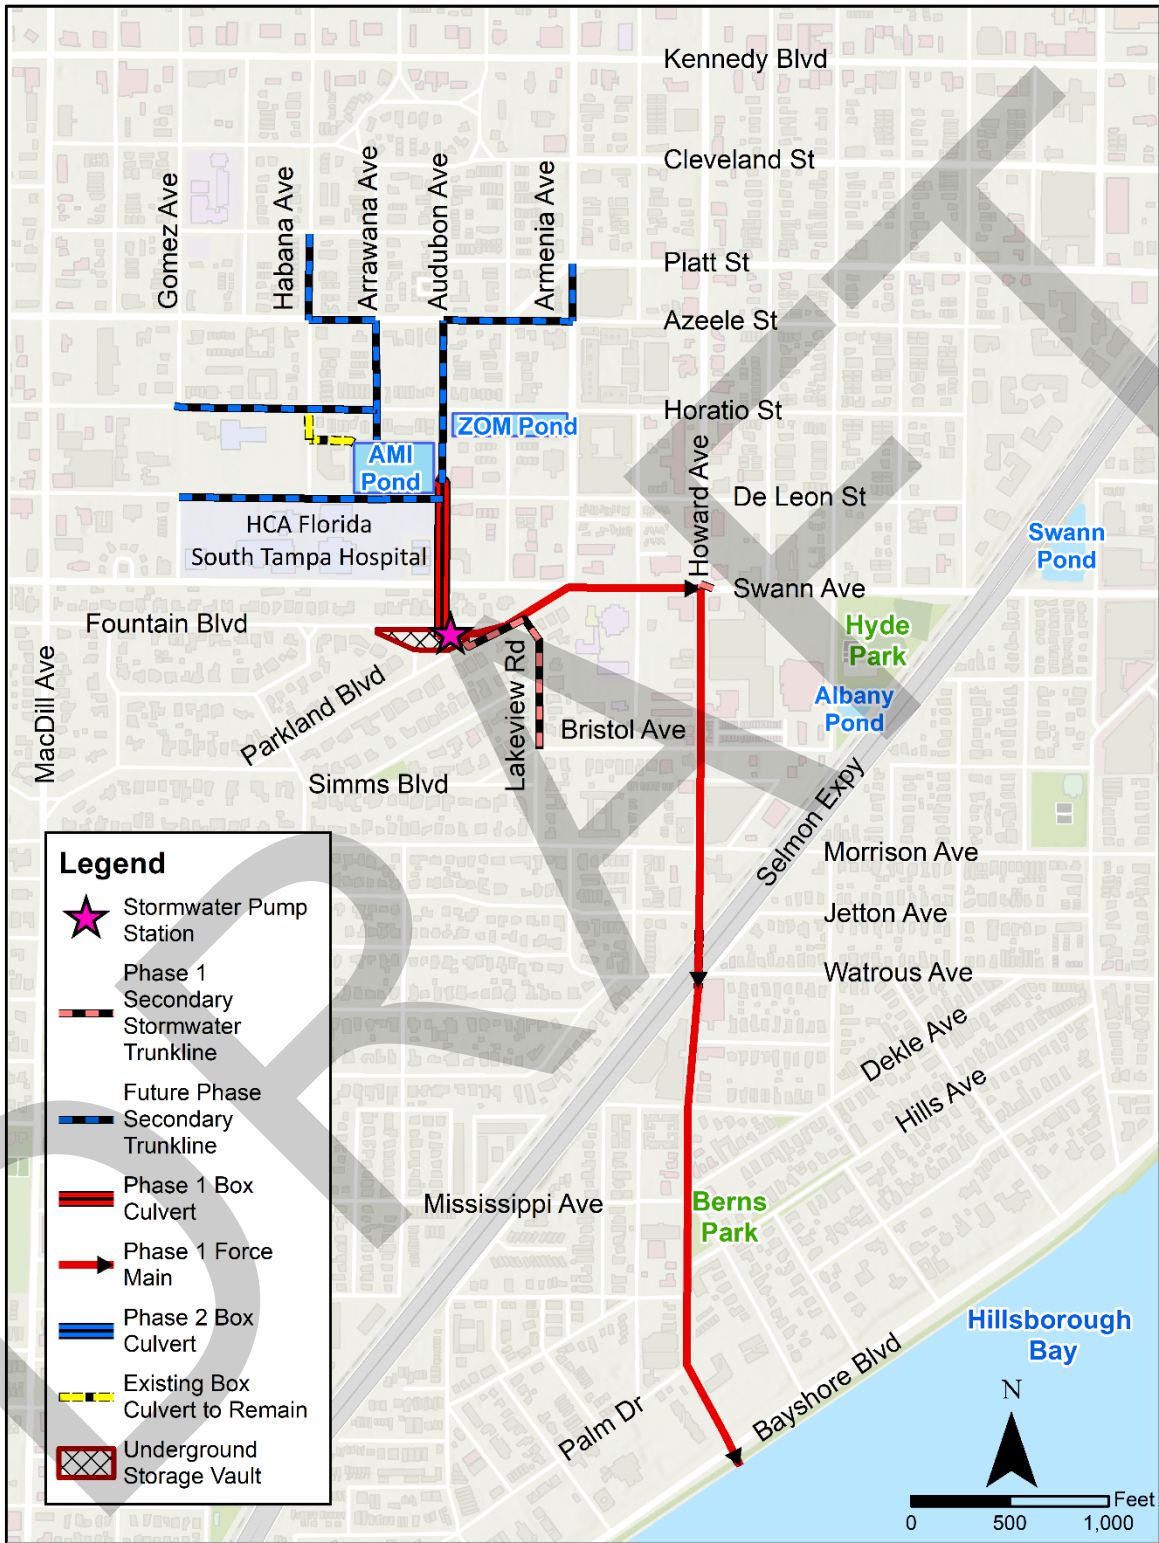 Kennedy Blvd
Cleveland St
Gomez Ave
Habana Ave
Arrawana Ave
Audubon Ave
Armenia Ave
Platt St
Azeele St
Horatio St
ZOM Pond
AMI
Pond
Howard Ave
De Leon St
HCA Florida
South Tampa Hospital
Swann
Pond
Swann Ave
Fountain Blvd
Hyde
Park
MacDill Ave
Parkland Blvd
Lakeview Rd
Albany
Pond
Bristol Ave
Simms Blvd
Selmon Expy
Morrison Ave
Jetton Ave
Watrous Ave
Dekle Ave
Hills Ave
Mississippi Ave
Berns
Park
Hillsborough
Bay
Bayshore Blvd
Palm Dr
Legend
Stormwater Pump
Station
Phase 1
Secondary
Stormwater
Trunkline
Future Phase
Secondary
Trunkline
Phase 1 Box
Culvert
Phase 1 Force
Main
Phase 2 Box
Culvert
Existing Box
Culvert to Remain
Underground
Storage Vault
N
Feet
0 500 1,000
DRAFT